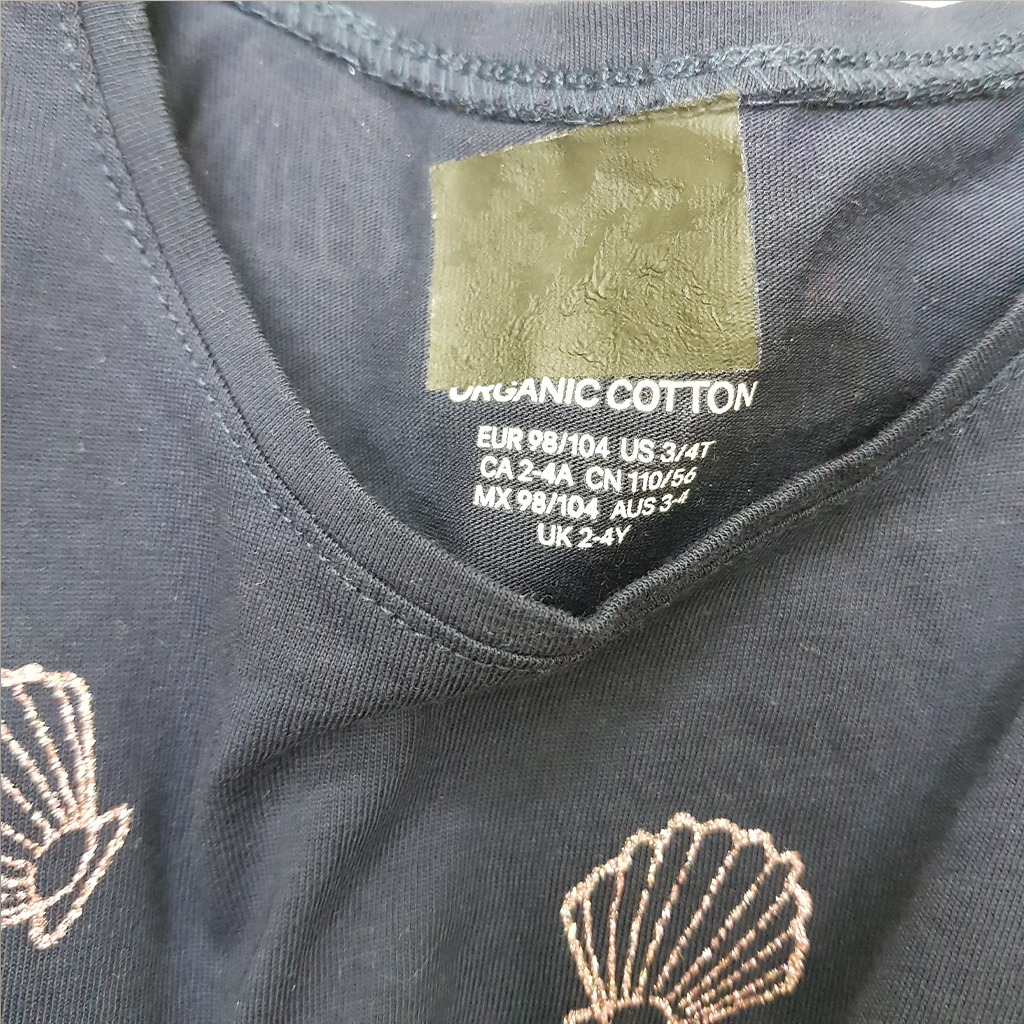 ORGANIC COTTON
EUR 98/104 US 3/4T
CA 2-4A CN 110/56
MX 98/104 AUS 3-4
UK 2-4Y